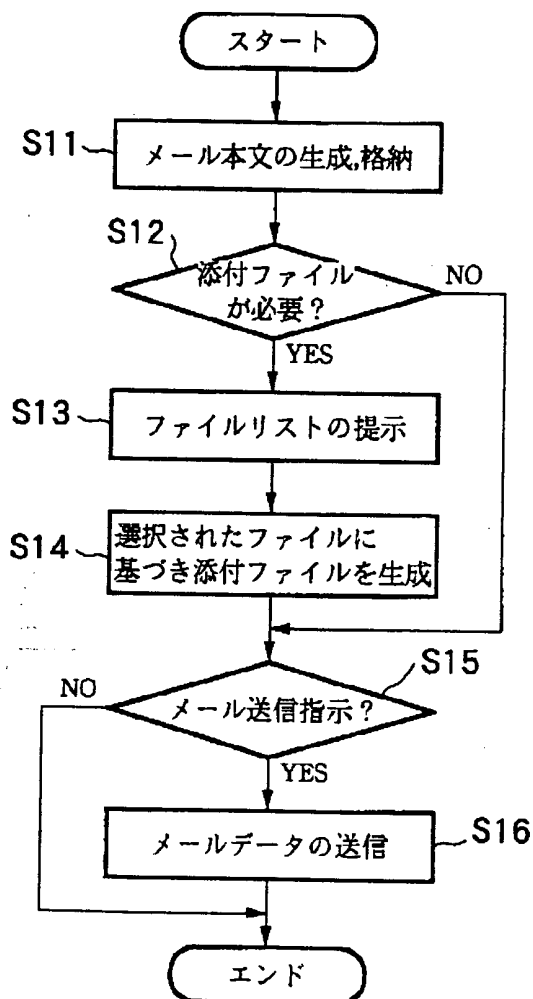 スタート
S11
メール本文の生成,格納
S12
添付ファイル
が必要？
NO
YES
S13
ファイルリストの提示
S14
選択されたファイルに
基づき添付ファイルを生成
S15
NO
メール送信指示？
YES
メールデータの送信
S16
エンド